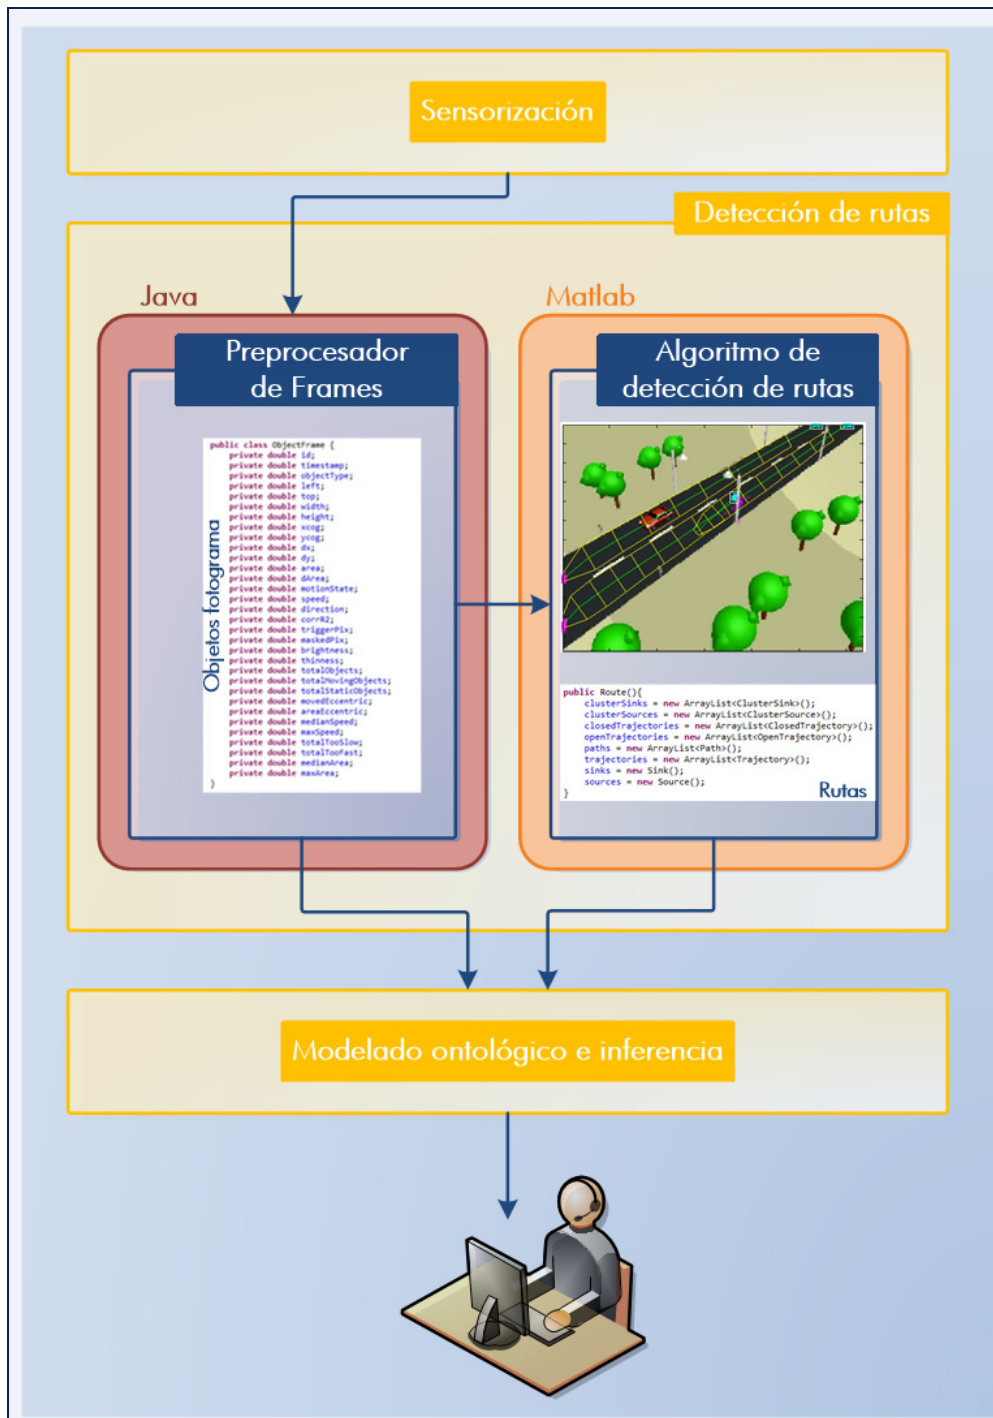 Sensorización
Detección de rutas
Java
Matlab
Preprocesador
de Frames
Algoritmo de
detección de rutas
Objetos fotograma
public class ObjectFrame {
private double id;
private double timestamp;
private double objectType;
private double left;
private double top;
private double width;
private double height;
private double xcog;
private double ycog;
private double dx;
private double dy;
private double area;
private double dArea;
private double motionState;
private double speed;
private double direction;
private double corrR2;
private double triggerPix;
private double maskedPix;
private double brightness;
private double thinness;
private double totalObjects;
private double totalMovingObjects;
private double totalStaticObjects;
private double movedEccentric;
private double areaEccentric;
private double medianSpeed;
private double maxSpeed;
private double totalTooSlow;
private double totalTooFast;
private double medianArea;
private double maxArea;
}
public Route(){
clusterSinks = new ArrayList<ClusterSink>();
clusterSources = new ArrayList<ClusterSource>();
closedTrajectories = new ArrayList<ClosedTrajectory>();
openTrajectories = new ArrayList<OpenTrajectory>();
paths = new ArrayList<Path>();
trajectories = new ArrayList<Trajectory>();
sinks = new Sink();
sources = new Source();
}
Rutas
Modelado ontológico e inferencia